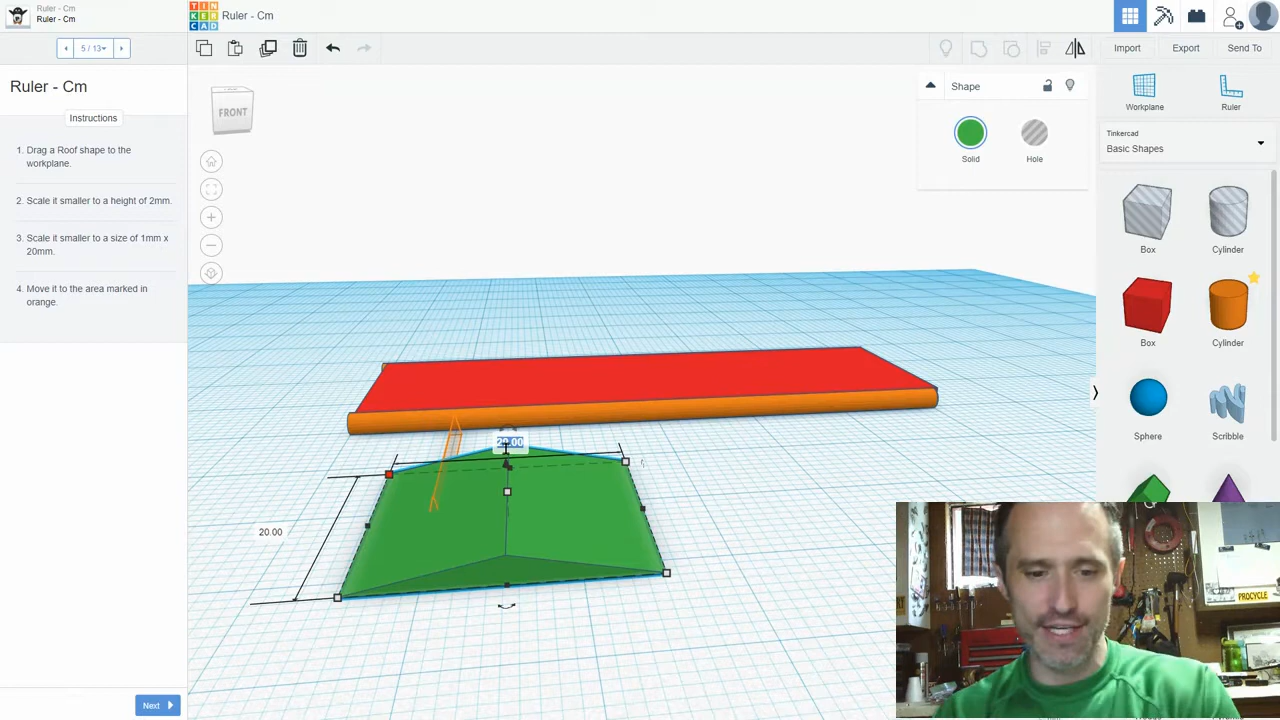 Ruler - Cm
Ruler - Cm
TIN
KER
CAD
Ruler - Cm
5 / 13
Import
Export
Send To
Ruler - Cm
Instructions
1. Drag a Roof shape to the
workplane.
2. Scale it smaller to a height of 2mm.
3. Scale it smaller to a size of 1mm x
20mm.
4. Move it to the area marked in
orange.
Next
FRONT
Shape
Solid
Hole
20.00
20.00
Workplane
Ruler
Tinkercad
Basic Shapes
Box
Cylinder
Box
Cylinder
Sphere
Scribble
PROCYCLE